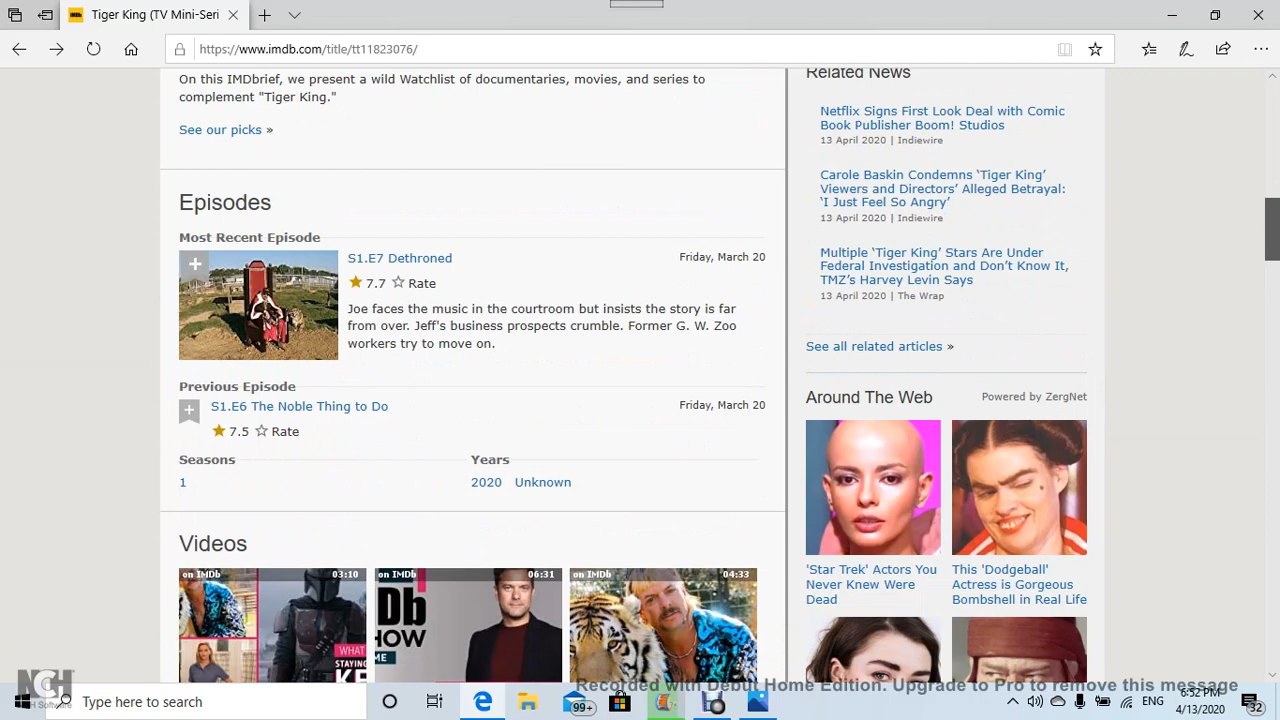 Tiger King (TV Mini-Seri
https://www.imdb.com/title/tt11823076/
On this IMDbrief, we present a wild Watchlist of documentaries, movies, and series to
complement "Tiger King."
See our picks »
Episodes
Most Recent Episode
S1.E7 Dethroned
Friday, March 20
7.7 Rate
Joe faces the music in the courtroom but insists the story is far
from over. Jeff's business prospects crumble. Former G. W. Zoo
workers try to move on.
Previous Episode
S1.E6 The Noble Thing to Do
Friday, March 20
7.5 Rate
Seasons
Years
1
2020 Unknown
Videos
on IMDb 03:10
on IMDb 06:31
on IMDb 04:33
WHAT
STAYING
Related News
Netflix Signs First Look Deal with Comic
Book Publisher Boom! Studios
13 April 2020 | Indiewire
Carole Baskin Condemns ‘Tiger King’
Viewers and Directors’ Alleged Betrayal:
‘I Just Feel So Angry’
13 April 2020 | Indiewire
Multiple ‘Tiger King’ Stars Are Under
Federal Investigation and Don’t Know It,
TMZ’s Harvey Levin Says
13 April 2020 | The Wrap
See all related articles »
Around The Web
Powered by ZergNet
'Star Trek' Actors You
Never Knew Were
Dead
This 'Dodgeball'
Actress is Gorgeous
Bombshell in Real Life
Recorded with Debut Home Edition. Upgrade to Pro to remove this message
NCH
Type here to search
99+
ENG
6:32 PM
4/13/2020
32